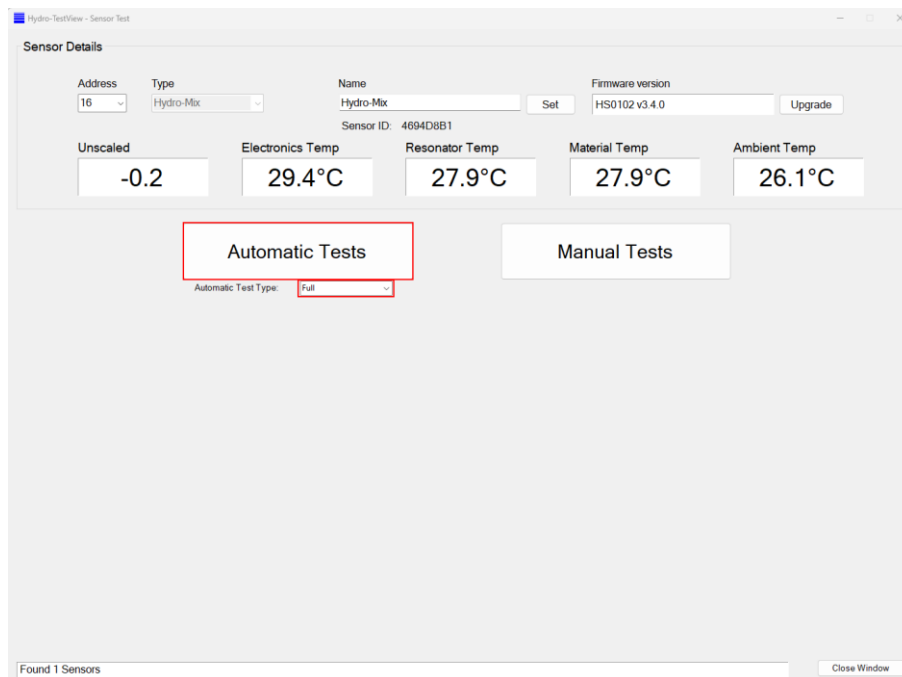 Hydro-TestView - Sensor Test
Sensor Details
Address Type Name Firmware version
16 Hydro-Mix Hydro-Mix Set HS0102 v3.4.0 Upgrade
Sensor ID: 4694D8B1
Unscaled Electronics Temp Resonator Temp Material Temp Ambient Temp
-0.2 29.4°C 27.9°C 27.9°C 26.1°C
Automatic Tests Manual Tests
Automatic Test Type: Full
Found 1 Sensors Close Window